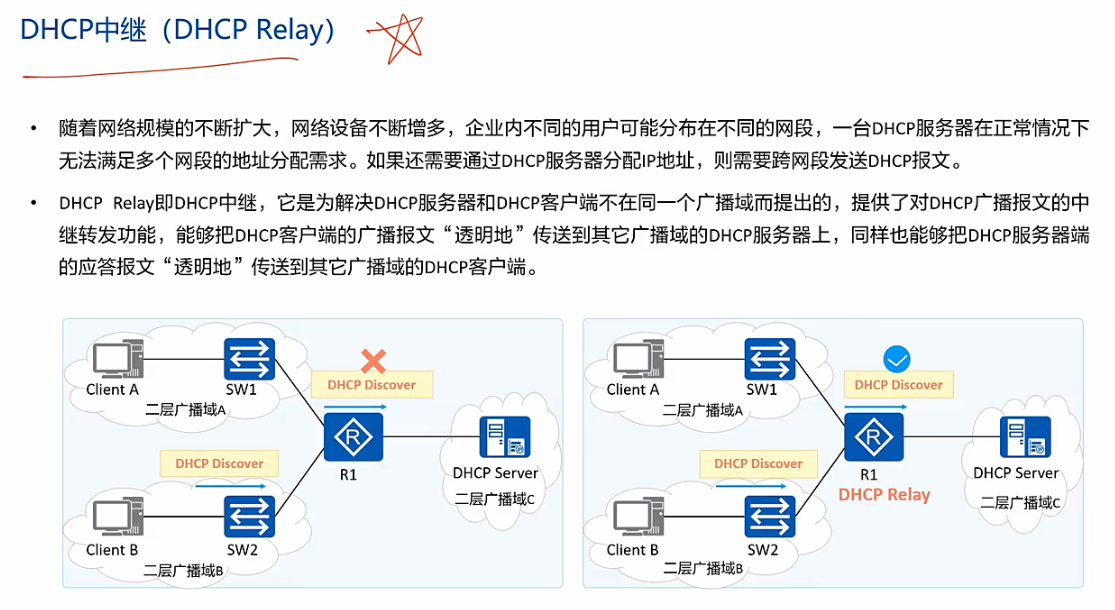 DHCP中继（DHCP Relay）
• 随着网络规模的不断扩大，网络设备不断增多，企业内不同的用户可能分布在不同的网段，一台DHCP服务器在正常情况下
无法满足多个网段的地址分配需求。如果还需要通过DHCP服务器分配IP地址，则需要跨网段发送DHCP报文。
• DHCP Relay即DHCP中继，它是为解决DHCP服务器和DHCP客户端不在同一个广播域而提出的，提供了对DHCP广播报文的中
继转发功能，能够把DHCP客户端的广播报文“透明地”传送到其它广播域的DHCP服务器上，同样也能够把DHCP服务器端
的应答报文“透明地”传送到其它广播域的DHCP客户端。
Client A
SW1
二层广播域A
DHCP Discover
R
R1
DHCP Server
二层广播域C
DHCP Discover
Client B
SW2
二层广播域B
Client A
SW1
二层广播域A
DHCP Discover
R
R1
DHCP Relay
DHCP Server
二层广播域C
DHCP Discover
Client B
SW2
二层广播域B